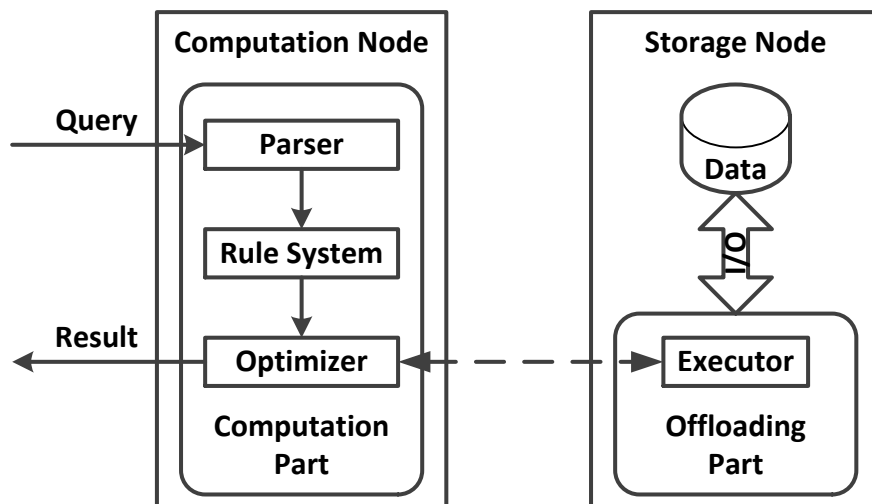 Computation Node
Storage Node
Query
Parser
Data
Rule System
I/O
Result
Optimizer
Executor
Computation
Part
Offloading
Part